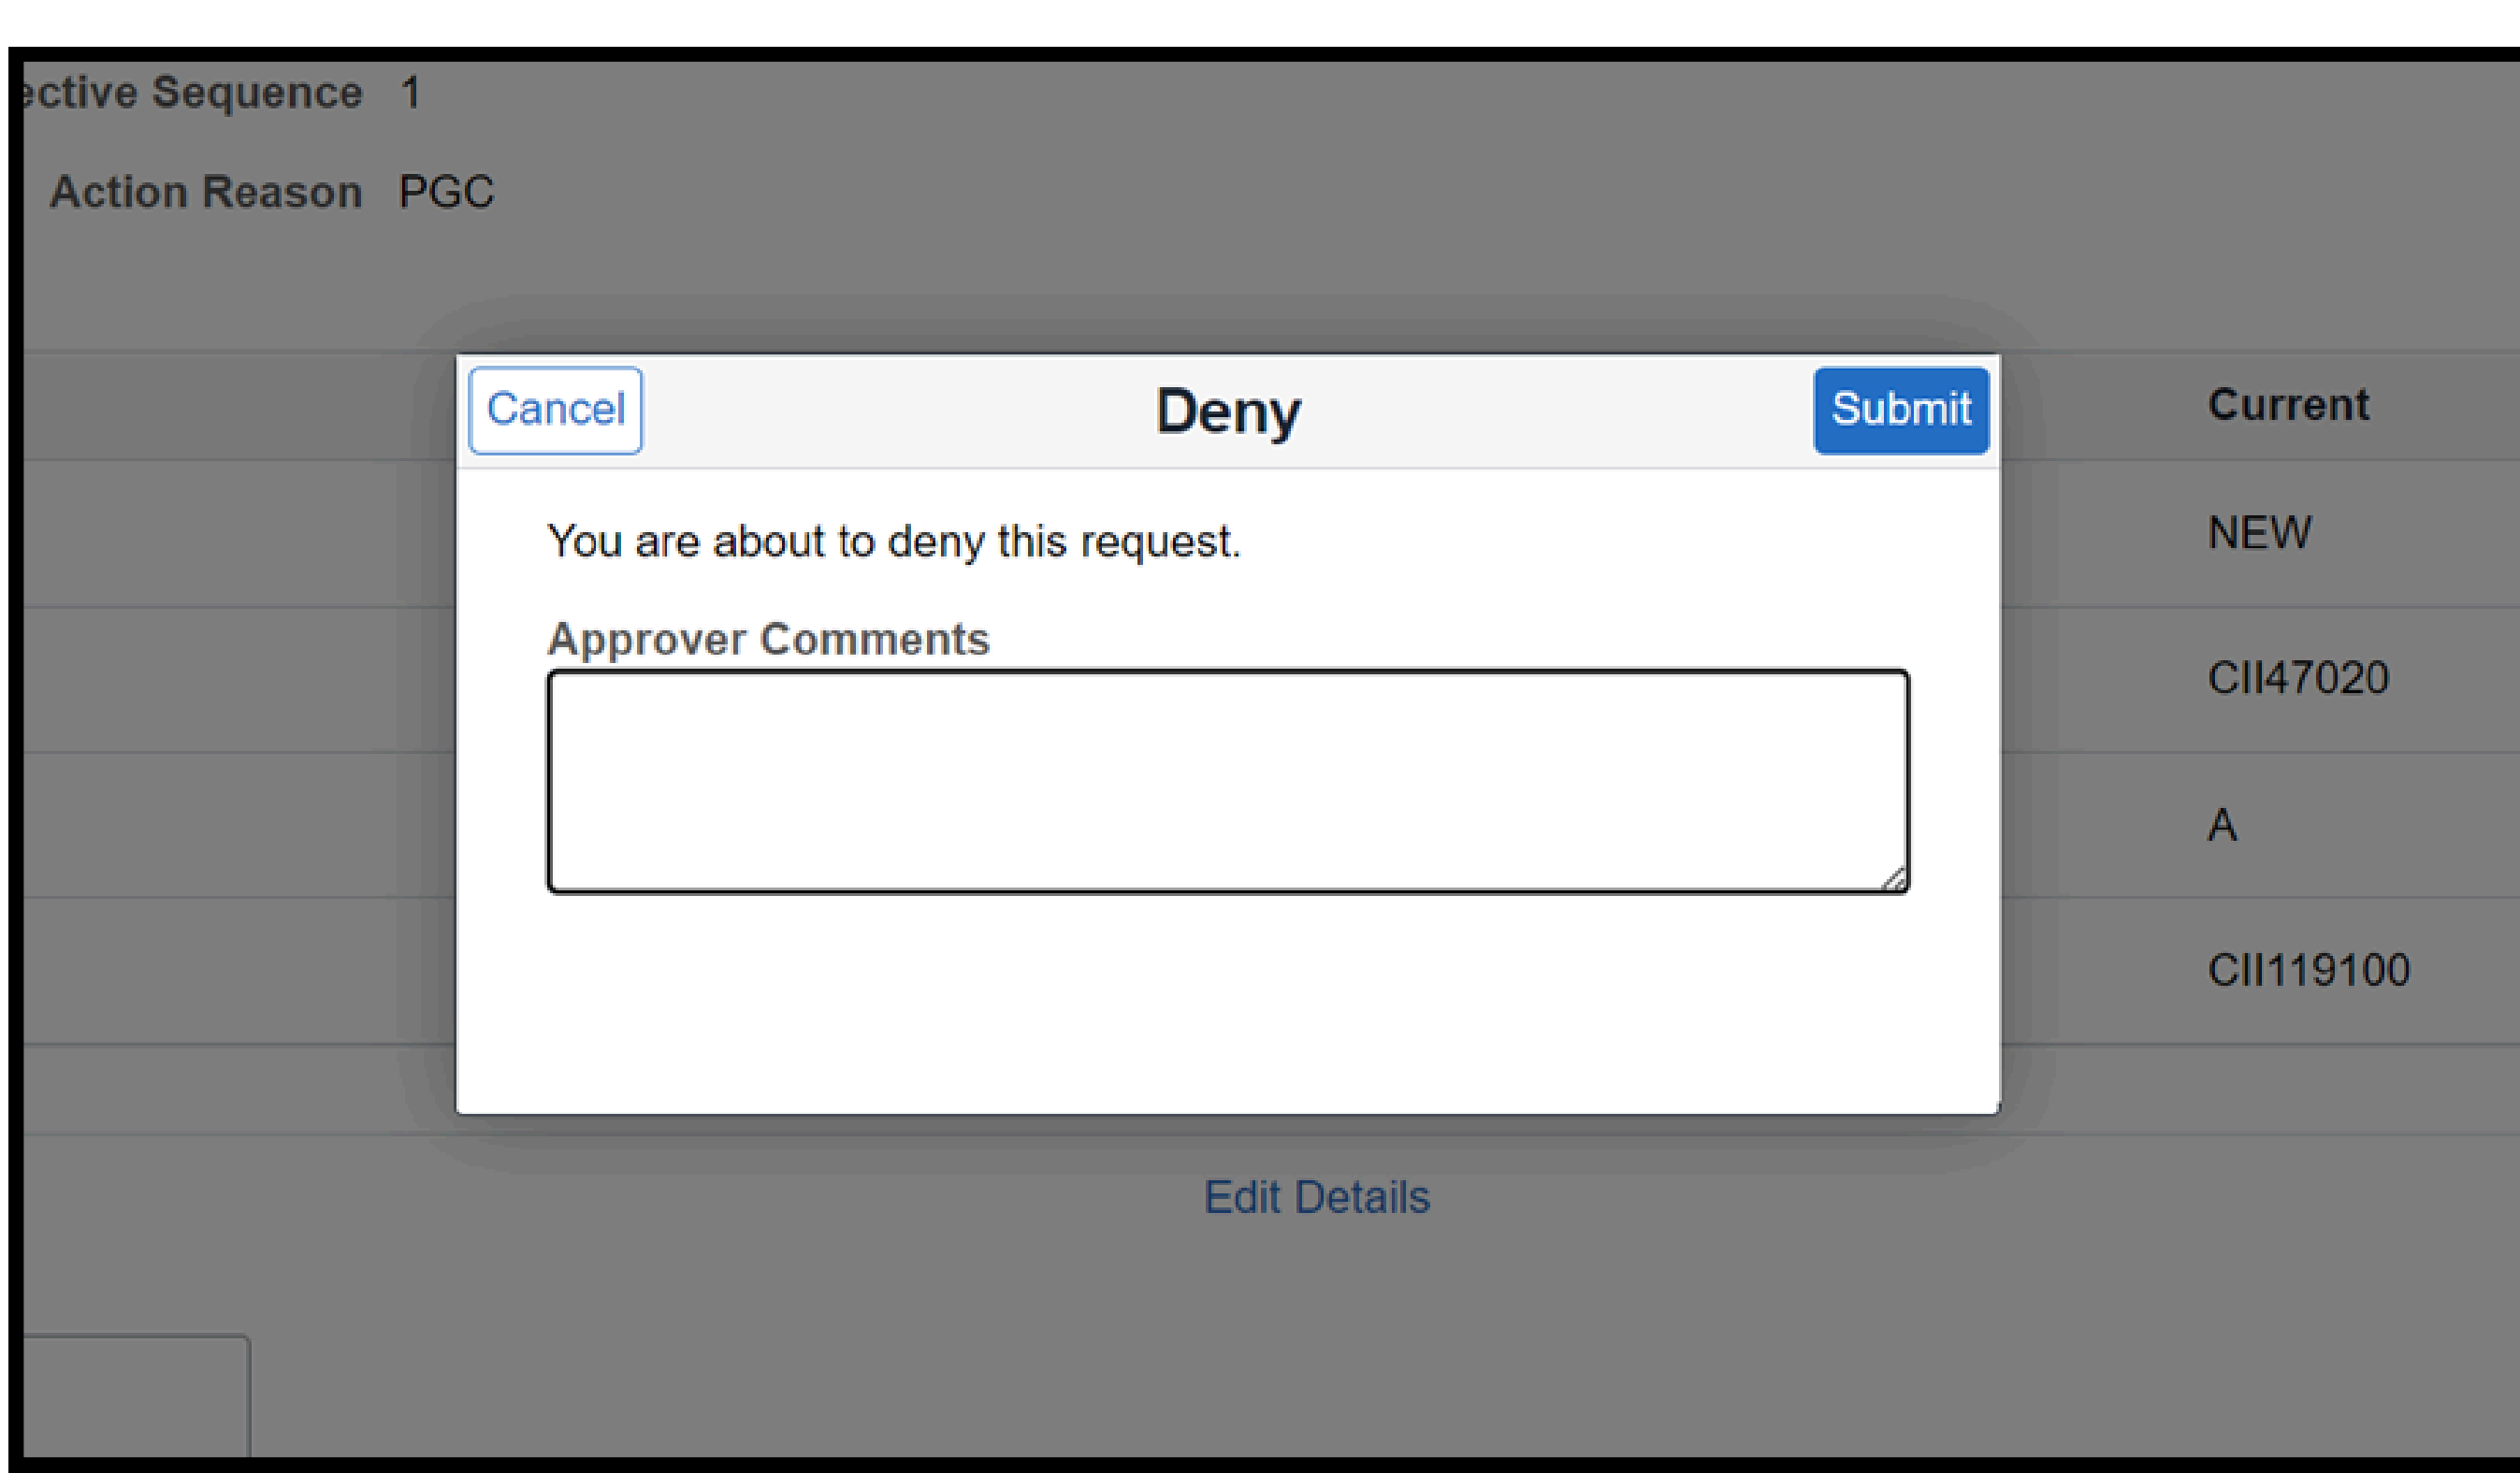 ective Sequence 1
Action Reason PGC
Cancel Deny Submit
Current
You are about to deny this request.
NEW
Approver Comments
CII47020
A
CII119100
Edit Details